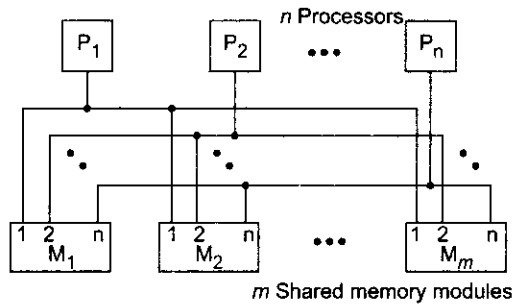 n Processors
P1 P2 ••• Pn
1 2 n 1 2 n 1 2 n
M1 M2 ••• Mm
m Shared memory modules